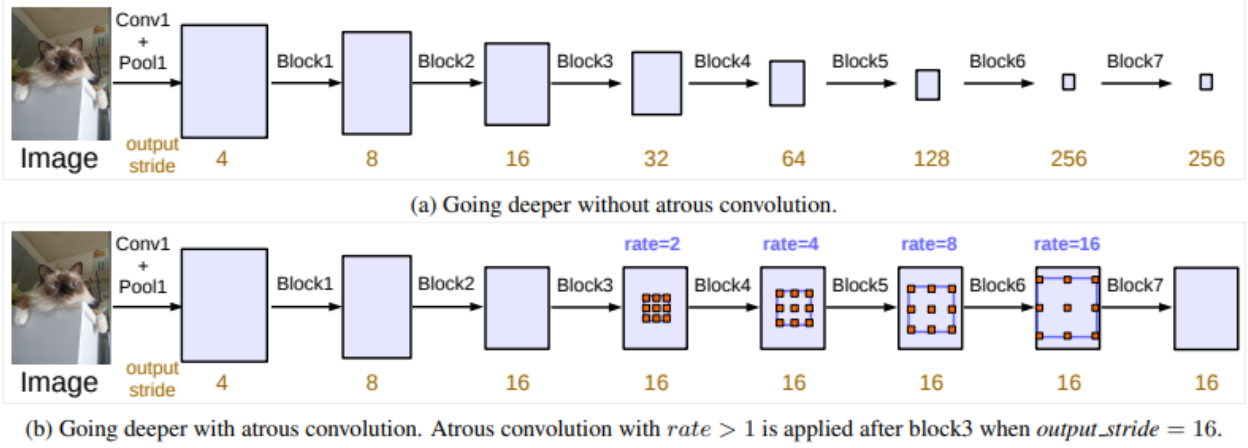 Conv1
+
Pool1
Block1
Block2
Block3
Block4
Block5
Block6
Block7
Image
output
stride
4
8
16
32
64
128
256
256
(a) Going deeper without atrous convolution.
Conv1
+
Pool1
Block1
Block2
Block3
rate=2
Block4
rate=4
Block5
rate=8
Block6
rate=16
Block7
Image
output
stride
4
8
16
16
16
16
16
16
(b) Going deeper with atrous convolution. Atrous convolution with rate > 1 is applied after block3 when output_stride = 16.